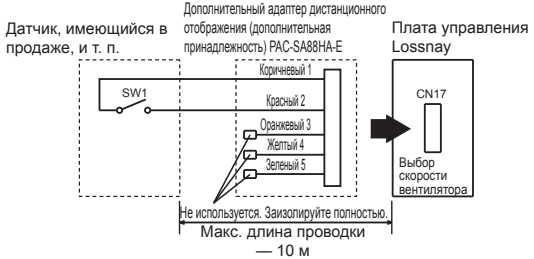 Датчик, имеющийся в
продаже, и т. п.
Дополнительный адаптер дистанционного
отображения (дополнительная
принадлежность) PAC-SA88HA-E
Плата управления
Lossnay
SW1
Коричневый 1
Красный 2
Оранжевый 3
Желтый 4
Зеленый 5
CN17
Выбор
скорости
вентилятора
Не используется. Заизолируйте полностью.
Макс. длина проводки
— 10 м